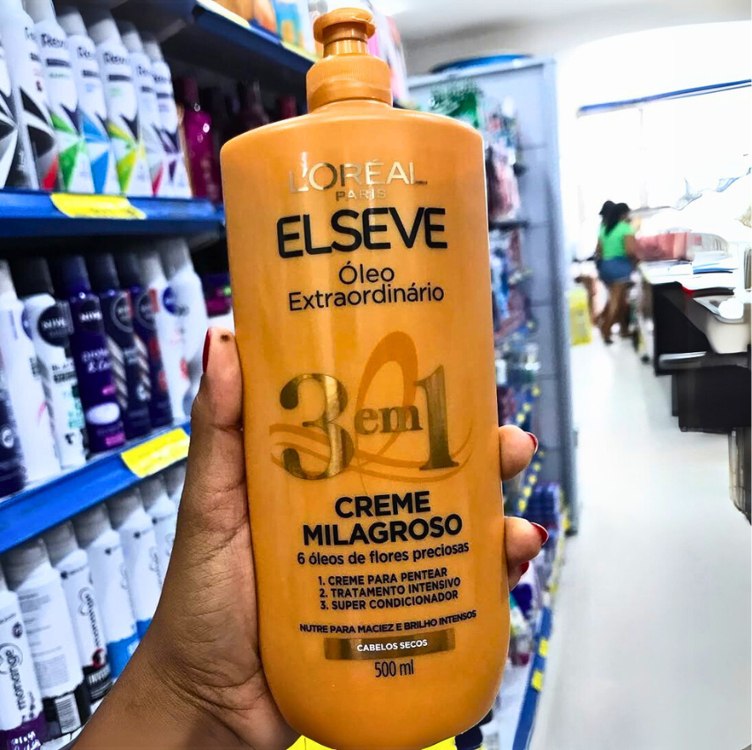 L'ORÉAL
PARIS
ELSEVE
Óleo
Extraordinário
3 em 1
CREME
MILAGROSO
6 óleos de flores preciosas
1. CREME PARA PENTEAR
2. TRATAMENTO INTENSIVO
3. SUPER CONDICIONADOR
NUTRE PARA MACIEZ E BRILHO INTENSOS
CABELOS SECOS
500 ml
NIVEA